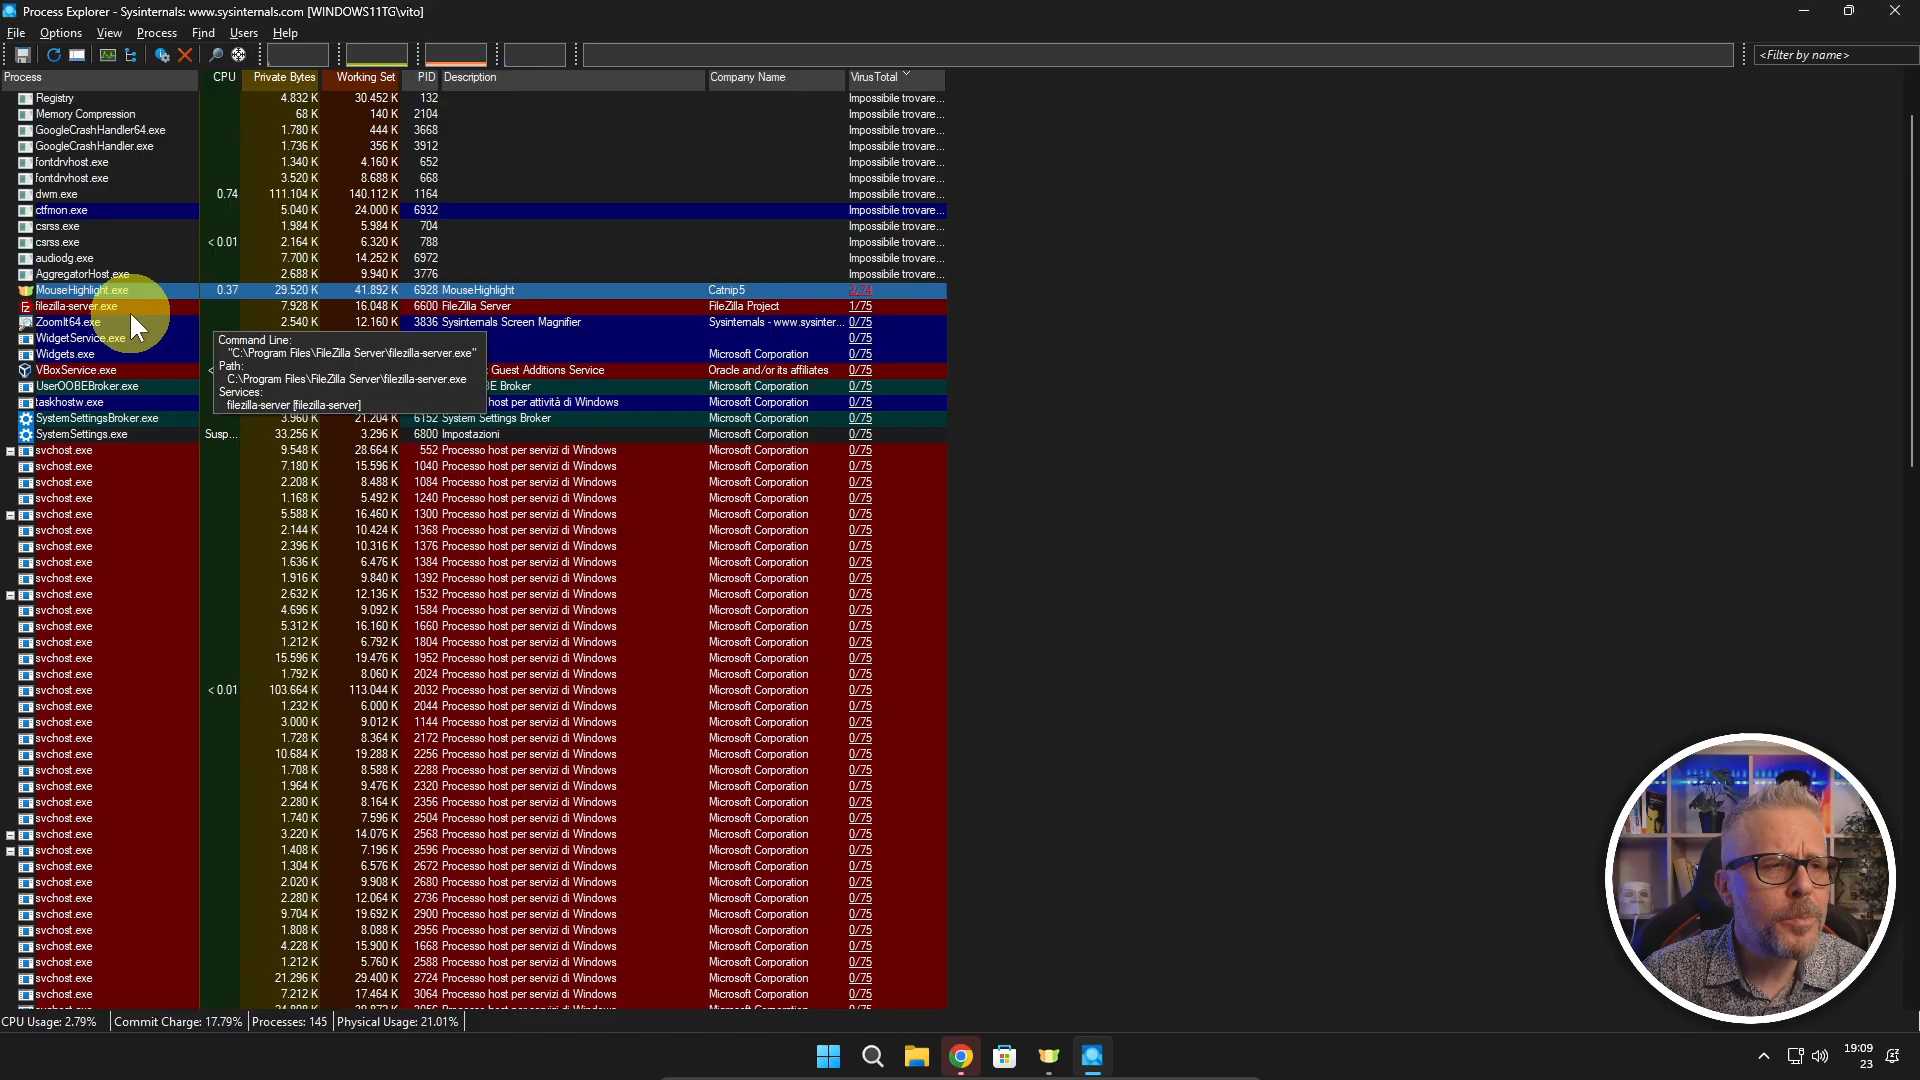 Process Explorer - Sysinternals: www.sysinternals.com [WINDOWS11TG\vito]
File Options View Process Find Users Help
<Filter by name>
Process CPU Private Bytes Working Set PID Description Company Name VirusTotal
Registry 4.832 K 30.452 K 132 Impossibile trovare...
Memory Compression 68 K 140 K 2104 Impossibile trovare...
GoogleCrashHandler64.exe 1.780 K 444 K 3668 Impossibile trovare...
GoogleCrashHandler.exe 1.736 K 356 K 3912 Impossibile trovare...
fontdrvhost.exe 1.340 K 4.160 K 652 Impossibile trovare...
fontdrvhost.exe 3.520 K 8.688 K 668 Impossibile trovare...
dwm.exe 0.74 111.104 K 140.112 K 1164 Impossibile trovare...
ctfmon.exe 5.040 K 24.000 K 6932 Impossibile trovare...
csrss.exe 1.984 K 5.984 K 704 Impossibile trovare...
csrss.exe < 0.01 2.164 K 6.320 K 788 Impossibile trovare...
audiodg.exe 7.700 K 14.252 K 6972 Impossibile trovare...
AggregatorHost.exe 2.688 K 9.940 K 3776 Impossibile trovare...
MouseHighlight.exe 0.37 29.520 K 41.892 K 6928 MouseHighlight Catnip5 2/74
filezilla-server.exe 7.928 K 16.048 K 6600 FileZilla Server FileZilla Project 1/75
ZoomIt64.exe 2.540 K 12.160 K 3836 Sysinternals Screen Magnifier Sysinternals - www.sysinter... 0/75
WidgetService.exe 0/75
Command Line:
"C:\Program Files\FileZilla Server\filezilla-server.exe"
Path:
C:\Program Files\FileZilla Server\filezilla-server.exe
Services:
filezilla-server [filezilla-server]
Widgets.exe Microsoft Corporation 0/75
VBoxService.exe < Guest Additions Service Oracle and/or its affiliates 0/75
UserOOBEBroker.exe BE Broker Microsoft Corporation 0/75
taskhostw.exe host per attività di Windows Microsoft Corporation 0/75
SystemSettingsBroker.exe 3.960 K 21.204 K 6152 System Settings Broker Microsoft Corporation 0/75
SystemSettings.exe Susp... 33.256 K 3.296 K 6800 Impostazioni Microsoft Corporation 0/75
svchost.exe 9.548 K 28.664 K 552 Processo host per servizi di Windows Microsoft Corporation 0/75
svchost.exe 7.180 K 15.596 K 1040 Processo host per servizi di Windows Microsoft Corporation 0/75
svchost.exe 2.208 K 8.488 K 1084 Processo host per servizi di Windows Microsoft Corporation 0/75
svchost.exe 1.168 K 5.492 K 1240 Processo host per servizi di Windows Microsoft Corporation 0/75
svchost.exe 5.588 K 16.460 K 1300 Processo host per servizi di Windows Microsoft Corporation 0/75
svchost.exe 2.144 K 10.424 K 1368 Processo host per servizi di Windows Microsoft Corporation 0/75
svchost.exe 2.396 K 10.316 K 1376 Processo host per servizi di Windows Microsoft Corporation 0/75
svchost.exe 1.636 K 6.476 K 1384 Processo host per servizi di Windows Microsoft Corporation 0/75
svchost.exe 1.916 K 9.840 K 1392 Processo host per servizi di Windows Microsoft Corporation 0/75
svchost.exe 2.632 K 12.136 K 1532 Processo host per servizi di Windows Microsoft Corporation 0/75
svchost.exe 4.696 K 9.092 K 1584 Processo host per servizi di Windows Microsoft Corporation 0/75
svchost.exe 5.312 K 16.160 K 1660 Processo host per servizi di Windows Microsoft Corporation 0/75
svchost.exe 1.212 K 6.792 K 1804 Processo host per servizi di Windows Microsoft Corporation 0/75
svchost.exe 15.596 K 19.476 K 1952 Processo host per servizi di Windows Microsoft Corporation 0/75
svchost.exe 1.792 K 8.060 K 2024 Processo host per servizi di Windows Microsoft Corporation 0/75
svchost.exe < 0.01 103.664 K 113.044 K 2032 Processo host per servizi di Windows Microsoft Corporation 0/75
svchost.exe 1.232 K 6.000 K 2044 Processo host per servizi di Windows Microsoft Corporation 0/75
svchost.exe 3.000 K 9.012 K 1144 Processo host per servizi di Windows Microsoft Corporation 0/75
svchost.exe 1.728 K 8.364 K 2172 Processo host per servizi di Windows Microsoft Corporation 0/75
svchost.exe 10.684 K 19.288 K 2256 Processo host per servizi di Windows Microsoft Corporation 0/75
svchost.exe 1.708 K 8.588 K 2288 Processo host per servizi di Windows Microsoft Corporation 0/75
svchost.exe 1.964 K 9.476 K 2320 Processo host per servizi di Windows Microsoft Corporation 0/75
svchost.exe 2.280 K 8.164 K 2356 Processo host per servizi di Windows Microsoft Corporation 0/75
svchost.exe 1.740 K 7.596 K 2504 Processo host per servizi di Windows Microsoft Corporation 0/75
svchost.exe 3.220 K 14.076 K 2568 Processo host per servizi di Windows Microsoft Corporation 0/75
svchost.exe 1.408 K 7.196 K 2596 Processo host per servizi di Windows Microsoft Corporation 0/75
svchost.exe 1.304 K 6.576 K 2672 Processo host per servizi di Windows Microsoft Corporation 0/75
svchost.exe 2.020 K 9.908 K 2680 Processo host per servizi di Windows Microsoft Corporation 0/75
svchost.exe 2.280 K 12.064 K 2736 Processo host per servizi di Windows Microsoft Corporation 0/75
svchost.exe 9.704 K 19.692 K 2900 Processo host per servizi di Windows Microsoft Corporation 0/75
svchost.exe 1.808 K 8.088 K 2956 Processo host per servizi di Windows Microsoft Corporation 0/75
svchost.exe 4.228 K 15.900 K 1668 Processo host per servizi di Windows Microsoft Corporation 0/75
svchost.exe 1.212 K 5.760 K 2588 Processo host per servizi di Windows Microsoft Corporation 0/75
svchost.exe 21.296 K 29.400 K 2724 Processo host per servizi di Windows Microsoft Corporation 0/75
svchost.exe 7.212 K 17.464 K 3064 Processo host per servizi di Windows Microsoft Corporation 0/75
CPU Usage: 2.79% Commit Charge: 17.79% Processes: 145 Physical Usage: 21.01%
19:09
23